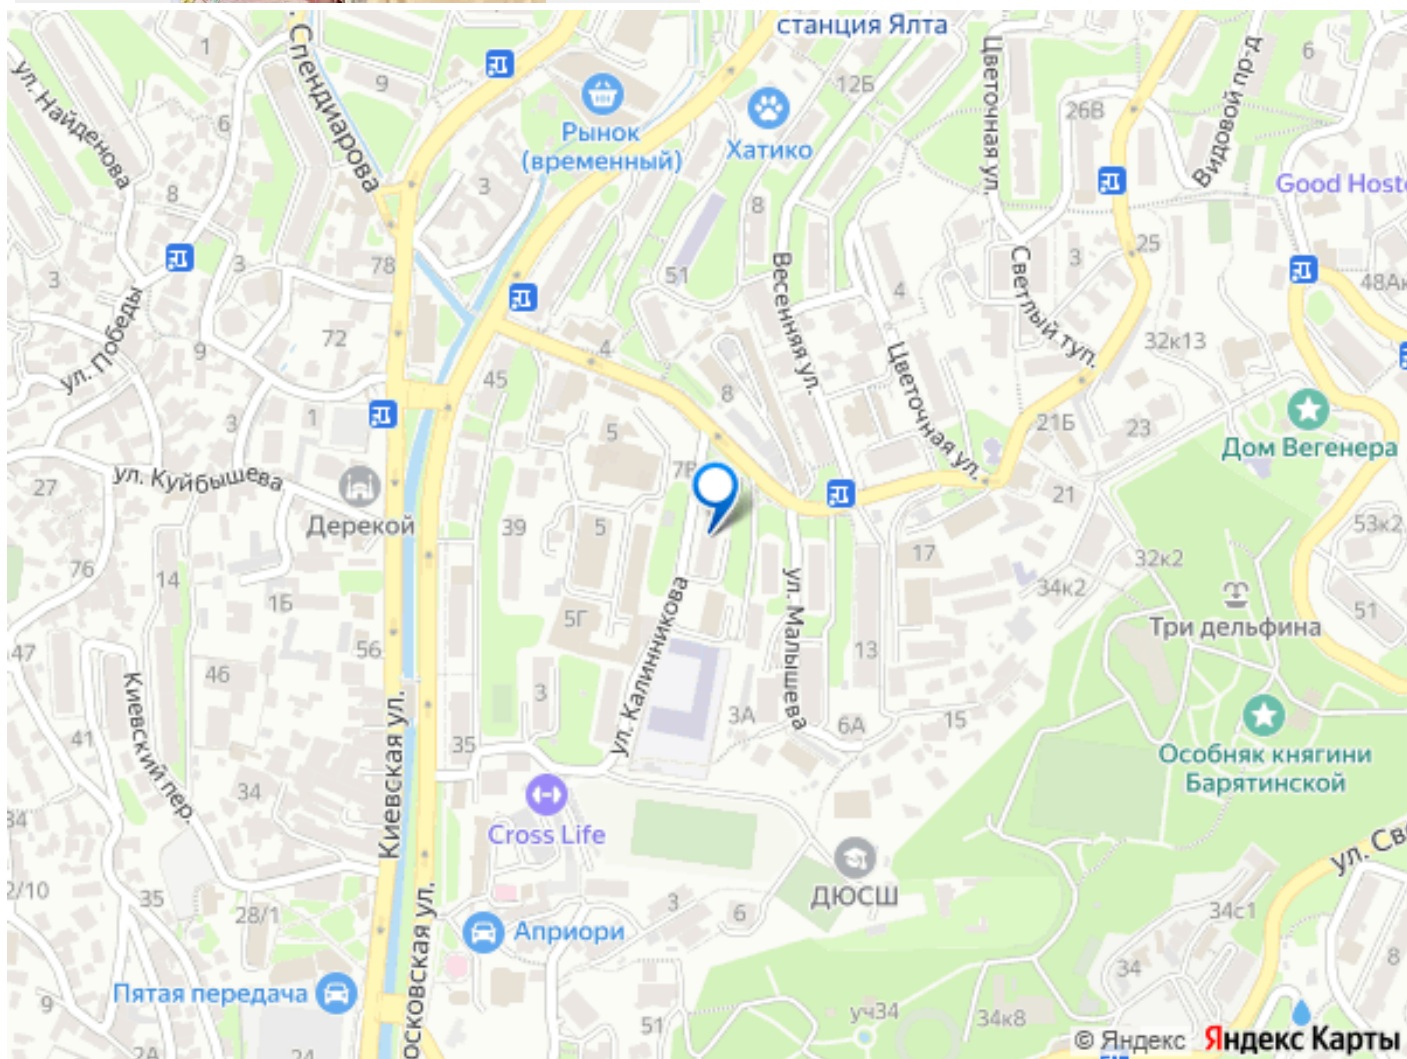 станция Ялта
ул. Спендиарова
1
9
ул. Найденова
6
8
3
3
ул. Победы
9
72
78
3
1
3
Рынок
(временный)
Хатико
12Б
8
51
Цветочная ул.
26В
Видовой пр-д
6
Good Host
Светлый туп.
3
25
48А
32к13
Весенняя ул.
4
Цветочная ул.
4
8
45
5
7В
21Б
23
21
Дом Вегенера
53к2
27
ул. Куйбышева
Дерекой
39
5
5Г
76
14
1Б
56
47
46
Киевский пер.
41
34
34
Киевская ул.
35
3
ул. Калинникова
ул. Малышева
3А
6А
13
15
17
34к2
32к2
Три дельфина
51
Особняк княгини
Барятинской
Cross Life
ДЮСШ
ул. Св
2/10
35
28/1
3
6
34с1
Априори
осковская ул.
Пятая передача
9
2А
24
51
уч34
34к8
34
8
© Яндекс Яндекс Карты